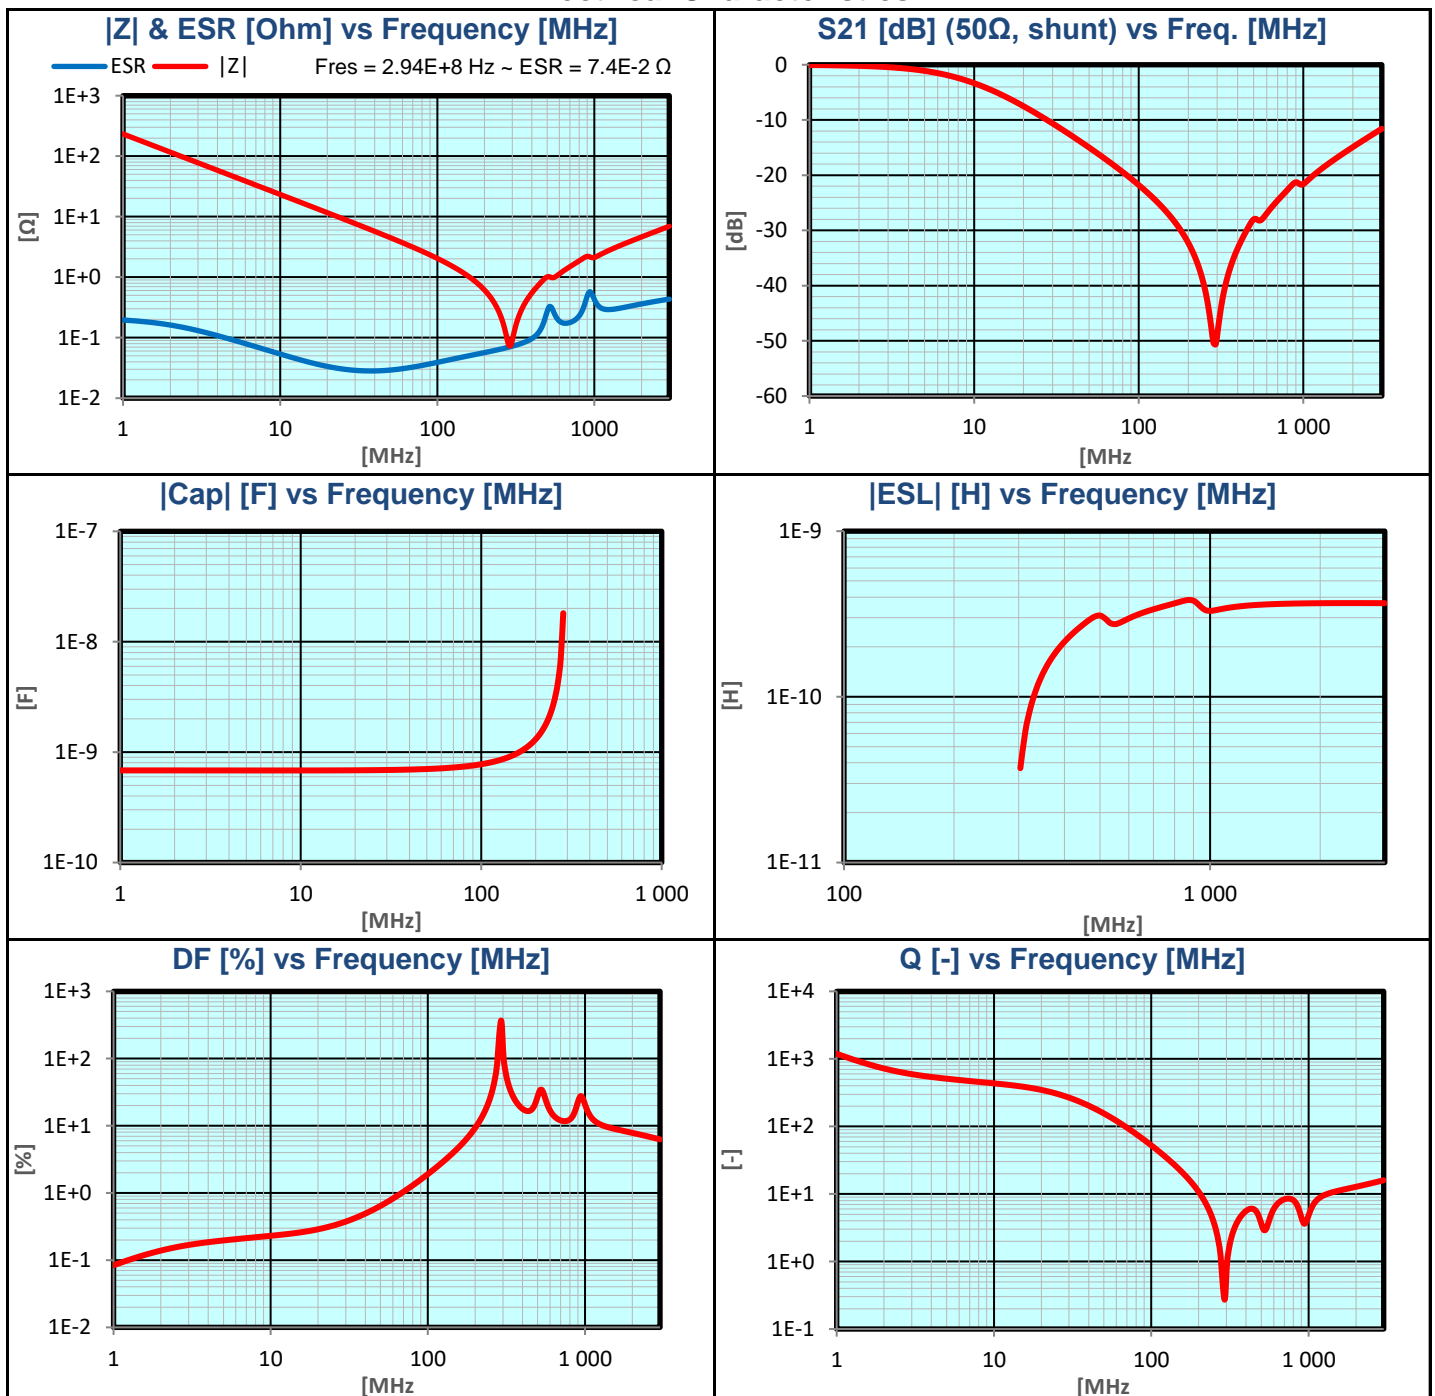 |Z| & ESR [Ohm] vs Frequency [MHz]
ESR |Z| Fres = 2.94E+8 Hz ~ ESR = 7.4E-2 Ω
1E+3
1E+2
1E+1
1E+0
1E-1
1E-2
[Ω]
1 10 100 1000
[MHz]
S21 [dB] (50Ω, shunt) vs Freq. [MHz]
0
-10
-20
-30
-40
-50
-60
[dB]
1 10 100 1 000
[MHz
|Cap| [F] vs Frequency [MHz]
1E-7
1E-8
1E-9
1E-10
[F]
1 10 100 1 000
[MHz]
|ESL| [H] vs Frequency [MHz]
1E-9
1E-10
1E-11
[H]
100 1 000
[MHz]
DF [%] vs Frequency [MHz]
1E+3
1E+2
1E+1
1E+0
1E-1
1E-2
[%]
1 10 100 1 000
[MHz
Q [-] vs Frequency [MHz]
1E+4
1E+3
1E+2
1E+1
1E+0
1E-1
[-]
1 10 100 1 000
[MHz